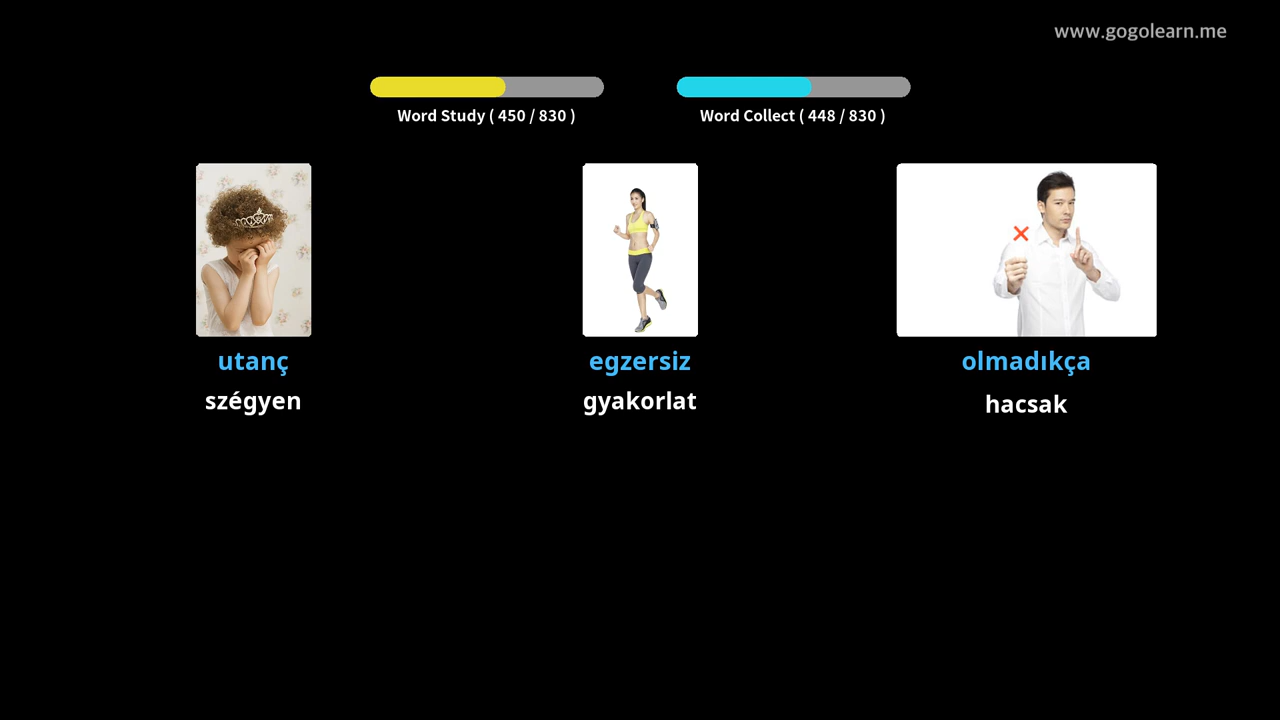 www.gogolearn.me
Word Study ( 450 / 830 )
Word Collect ( 448 / 830 )
utanç
egzersiz
olmadıkça
szégyen
gyakorlat
hacsak